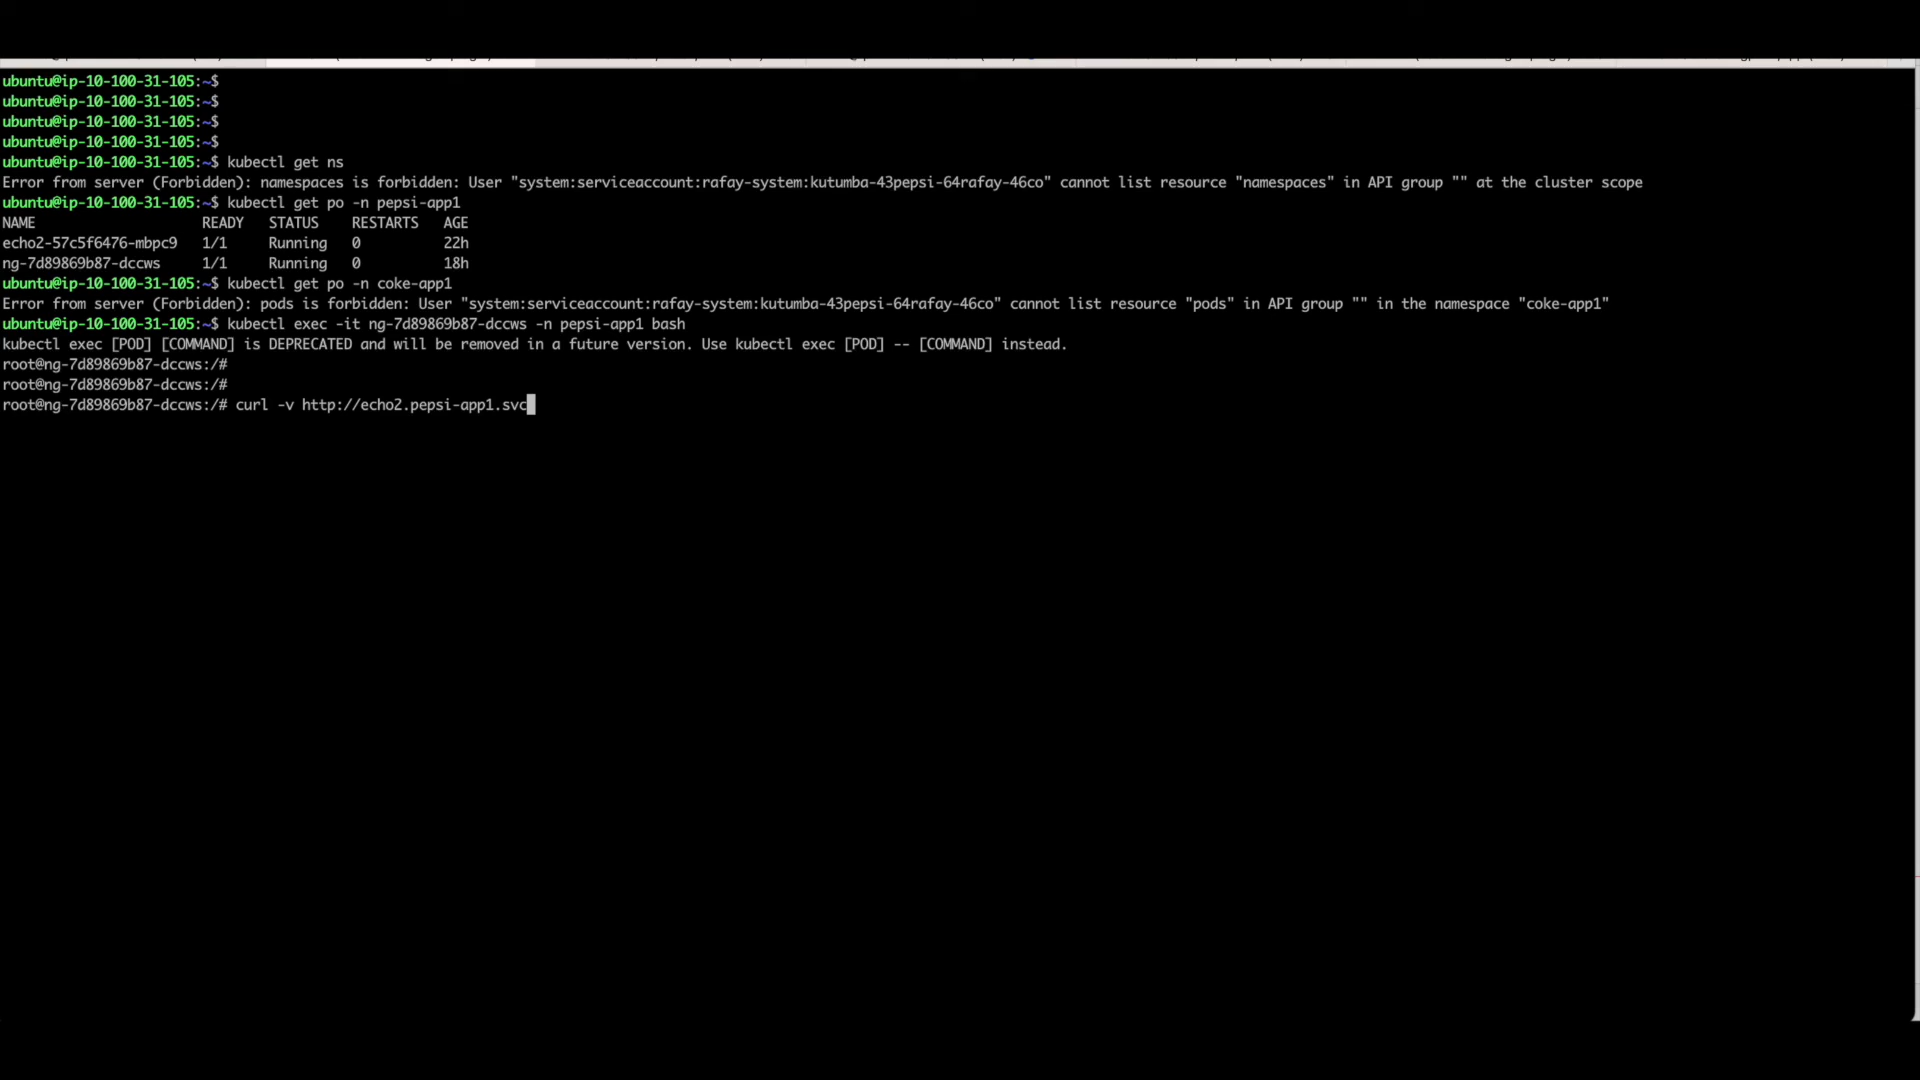 ubuntu@ip-10-100-31-105:~$
ubuntu@ip-10-100-31-105:~$
ubuntu@ip-10-100-31-105:~$
ubuntu@ip-10-100-31-105:~$
ubuntu@ip-10-100-31-105:~$ kubectl get ns
Error from server (Forbidden): namespaces is forbidden: User "system:serviceaccount:rafay-system:kutumba-43pepsi-64rafay-46co" cannot list resource "namespaces" in API group "" at the cluster scope
ubuntu@ip-10-100-31-105:~$ kubectl get po -n pepsi-app1
NAME READY STATUS RESTARTS AGE
echo2-57c5f6476-mbpc9 1/1 Running 0 22h
ng-7d89869b87-dccws 1/1 Running 0 18h
ubuntu@ip-10-100-31-105:~$ kubectl get po -n coke-app1
Error from server (Forbidden): pods is forbidden: User "system:serviceaccount:rafay-system:kutumba-43pepsi-64rafay-46co" cannot list resource "pods" in API group "" in the namespace "coke-app1"
ubuntu@ip-10-100-31-105:~$ kubectl exec -it ng-7d89869b87-dccws -n pepsi-app1 bash
kubectl exec [POD] [COMMAND] is DEPRECATED and will be removed in a future version. Use kubectl exec [POD] -- [COMMAND] instead.
root@ng-7d89869b87-dccws:/#
root@ng-7d89869b87-dccws:/#
root@ng-7d89869b87-dccws:/# curl -v http://echo2.pepsi-app1.svc